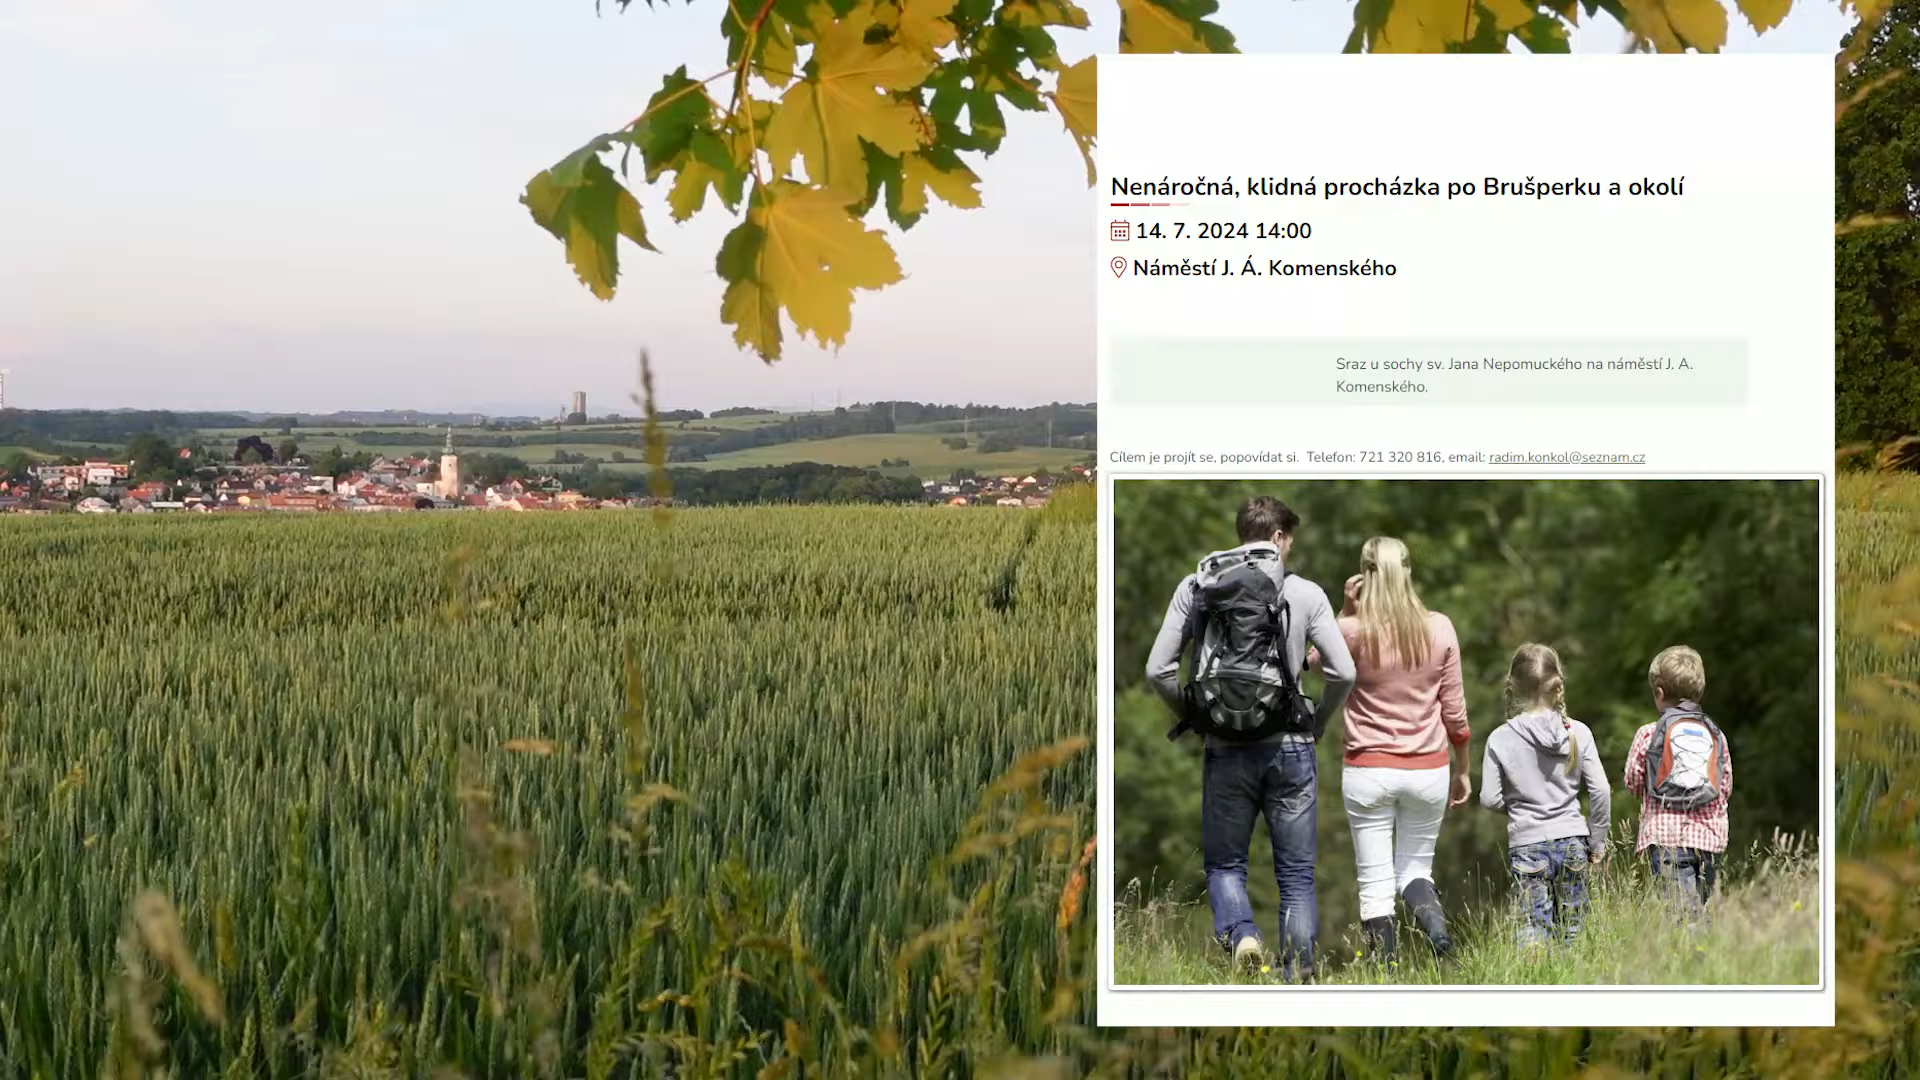 Nenáročná, klidná procházka po Brušperku a okolí
14. 7. 2024 14:00
Náměstí J. Á. Komenského
Sraz u sochy sv. Jana Nepomuckého na náměstí J. A.
Komenského.
Cílem je projít se, popovídat si.  Telefon: 721 320 816, email: radim.konkol@seznam.cz